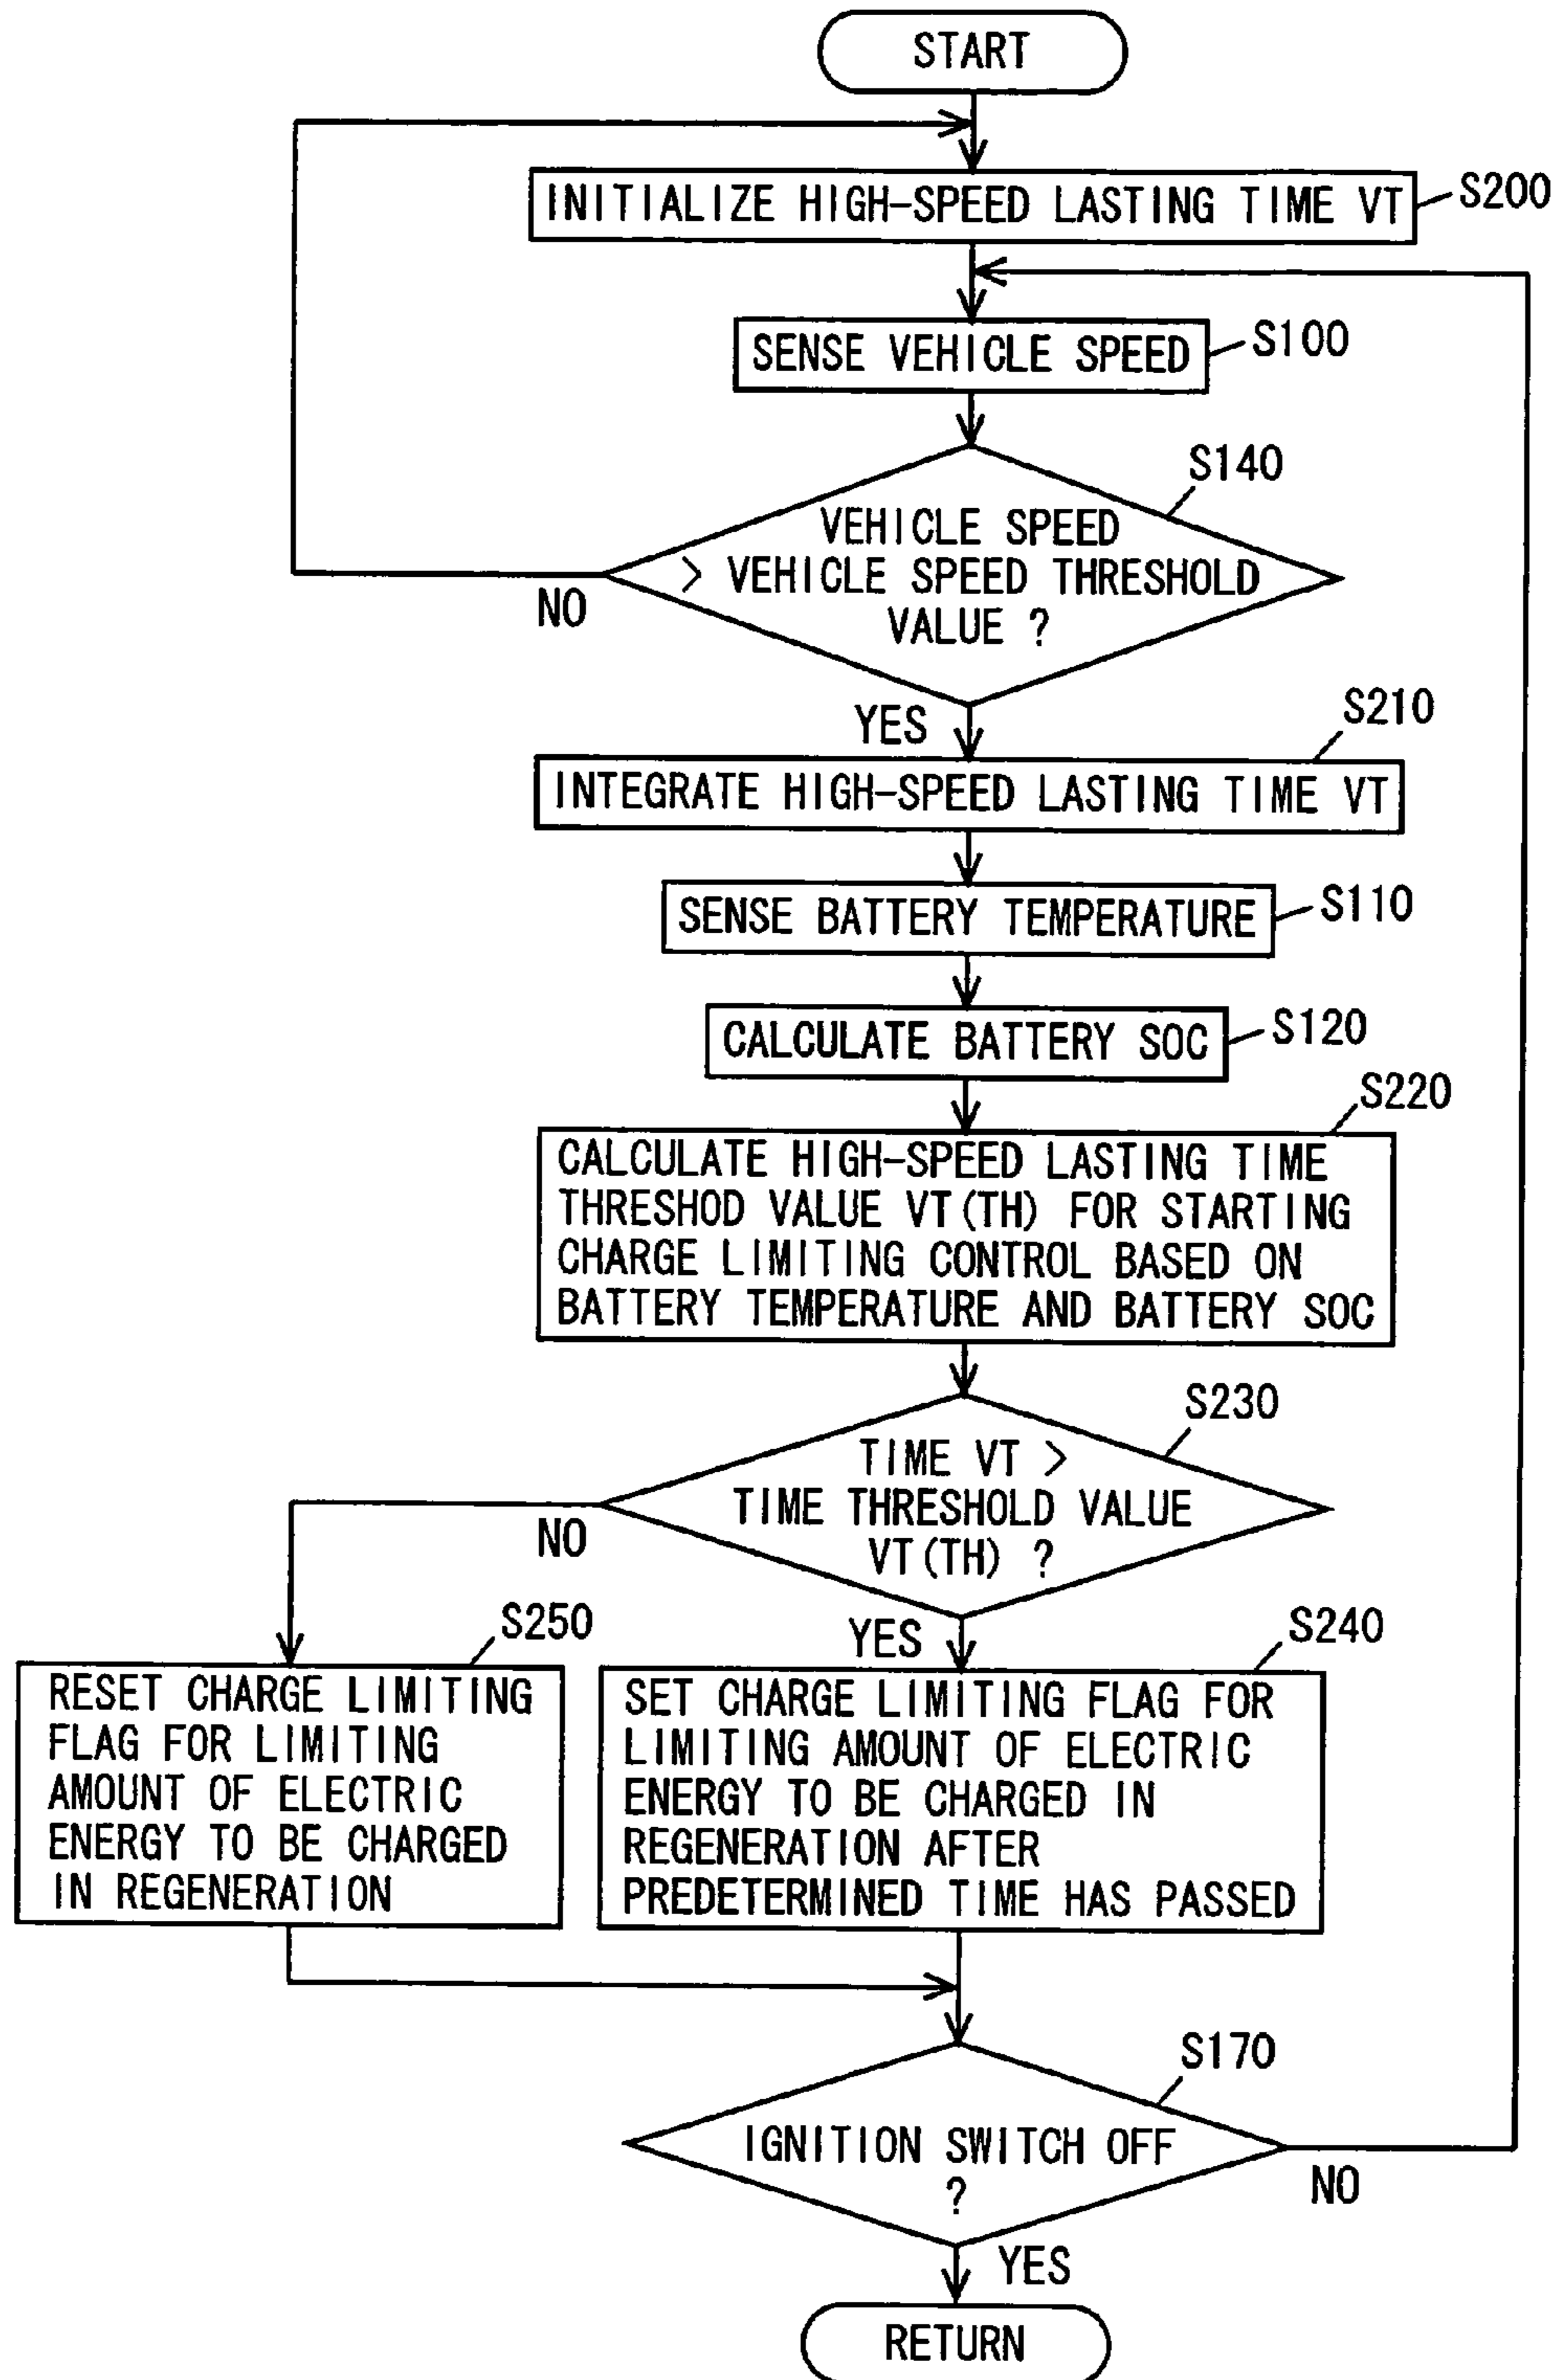 START
INITIALIZE HIGH-SPEED LASTING TIME VT
S200
SENSE VEHICLE SPEED
S100
S140
VEHICLE SPEED
> VEHICLE SPEED THRESHOLD
VALUE ?
NO
YES
S210
INTEGRATE HIGH-SPEED LASTING TIME VT
SENSE BATTERY TEMPERATURE
S110
CALCULATE BATTERY SOC
S120
S220
CALCULATE HIGH-SPEED LASTING TIME
THRESHOD VALUE VT(TH) FOR STARTING
CHARGE LIMITING CONTROL BASED ON
BATTERY TEMPERATURE AND BATTERY SOC
S230
TIME VT >
TIME THRESHOLD VALUE
VT(TH) ?
NO
YES
S250
RESET CHARGE LIMITING
FLAG FOR LIMITING
AMOUNT OF ELECTRIC
ENERGY TO BE CHARGED
IN REGENERATION
S240
SET CHARGE LIMITING FLAG FOR
LIMITING AMOUNT OF ELECTRIC
ENERGY TO BE CHARGED IN
REGENERATION AFTER
PREDETERMINED TIME HAS PASSED
S170
IGNITION SWITCH OFF
?
NO
YES
RETURN